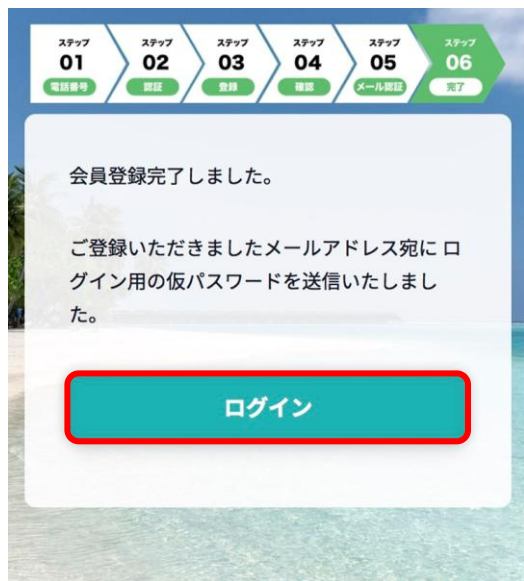 ステップ ステップ ステップ ステップ ステップ ステップ
01 02 03 04 05 06
電話番号 認証 登録 確認 メール認証 完了
会員登録完了しました。
ご登録いただきましたメールアドレス宛に ロ
グイン用の仮パスワードを送信いたしまし
た。
ログイン